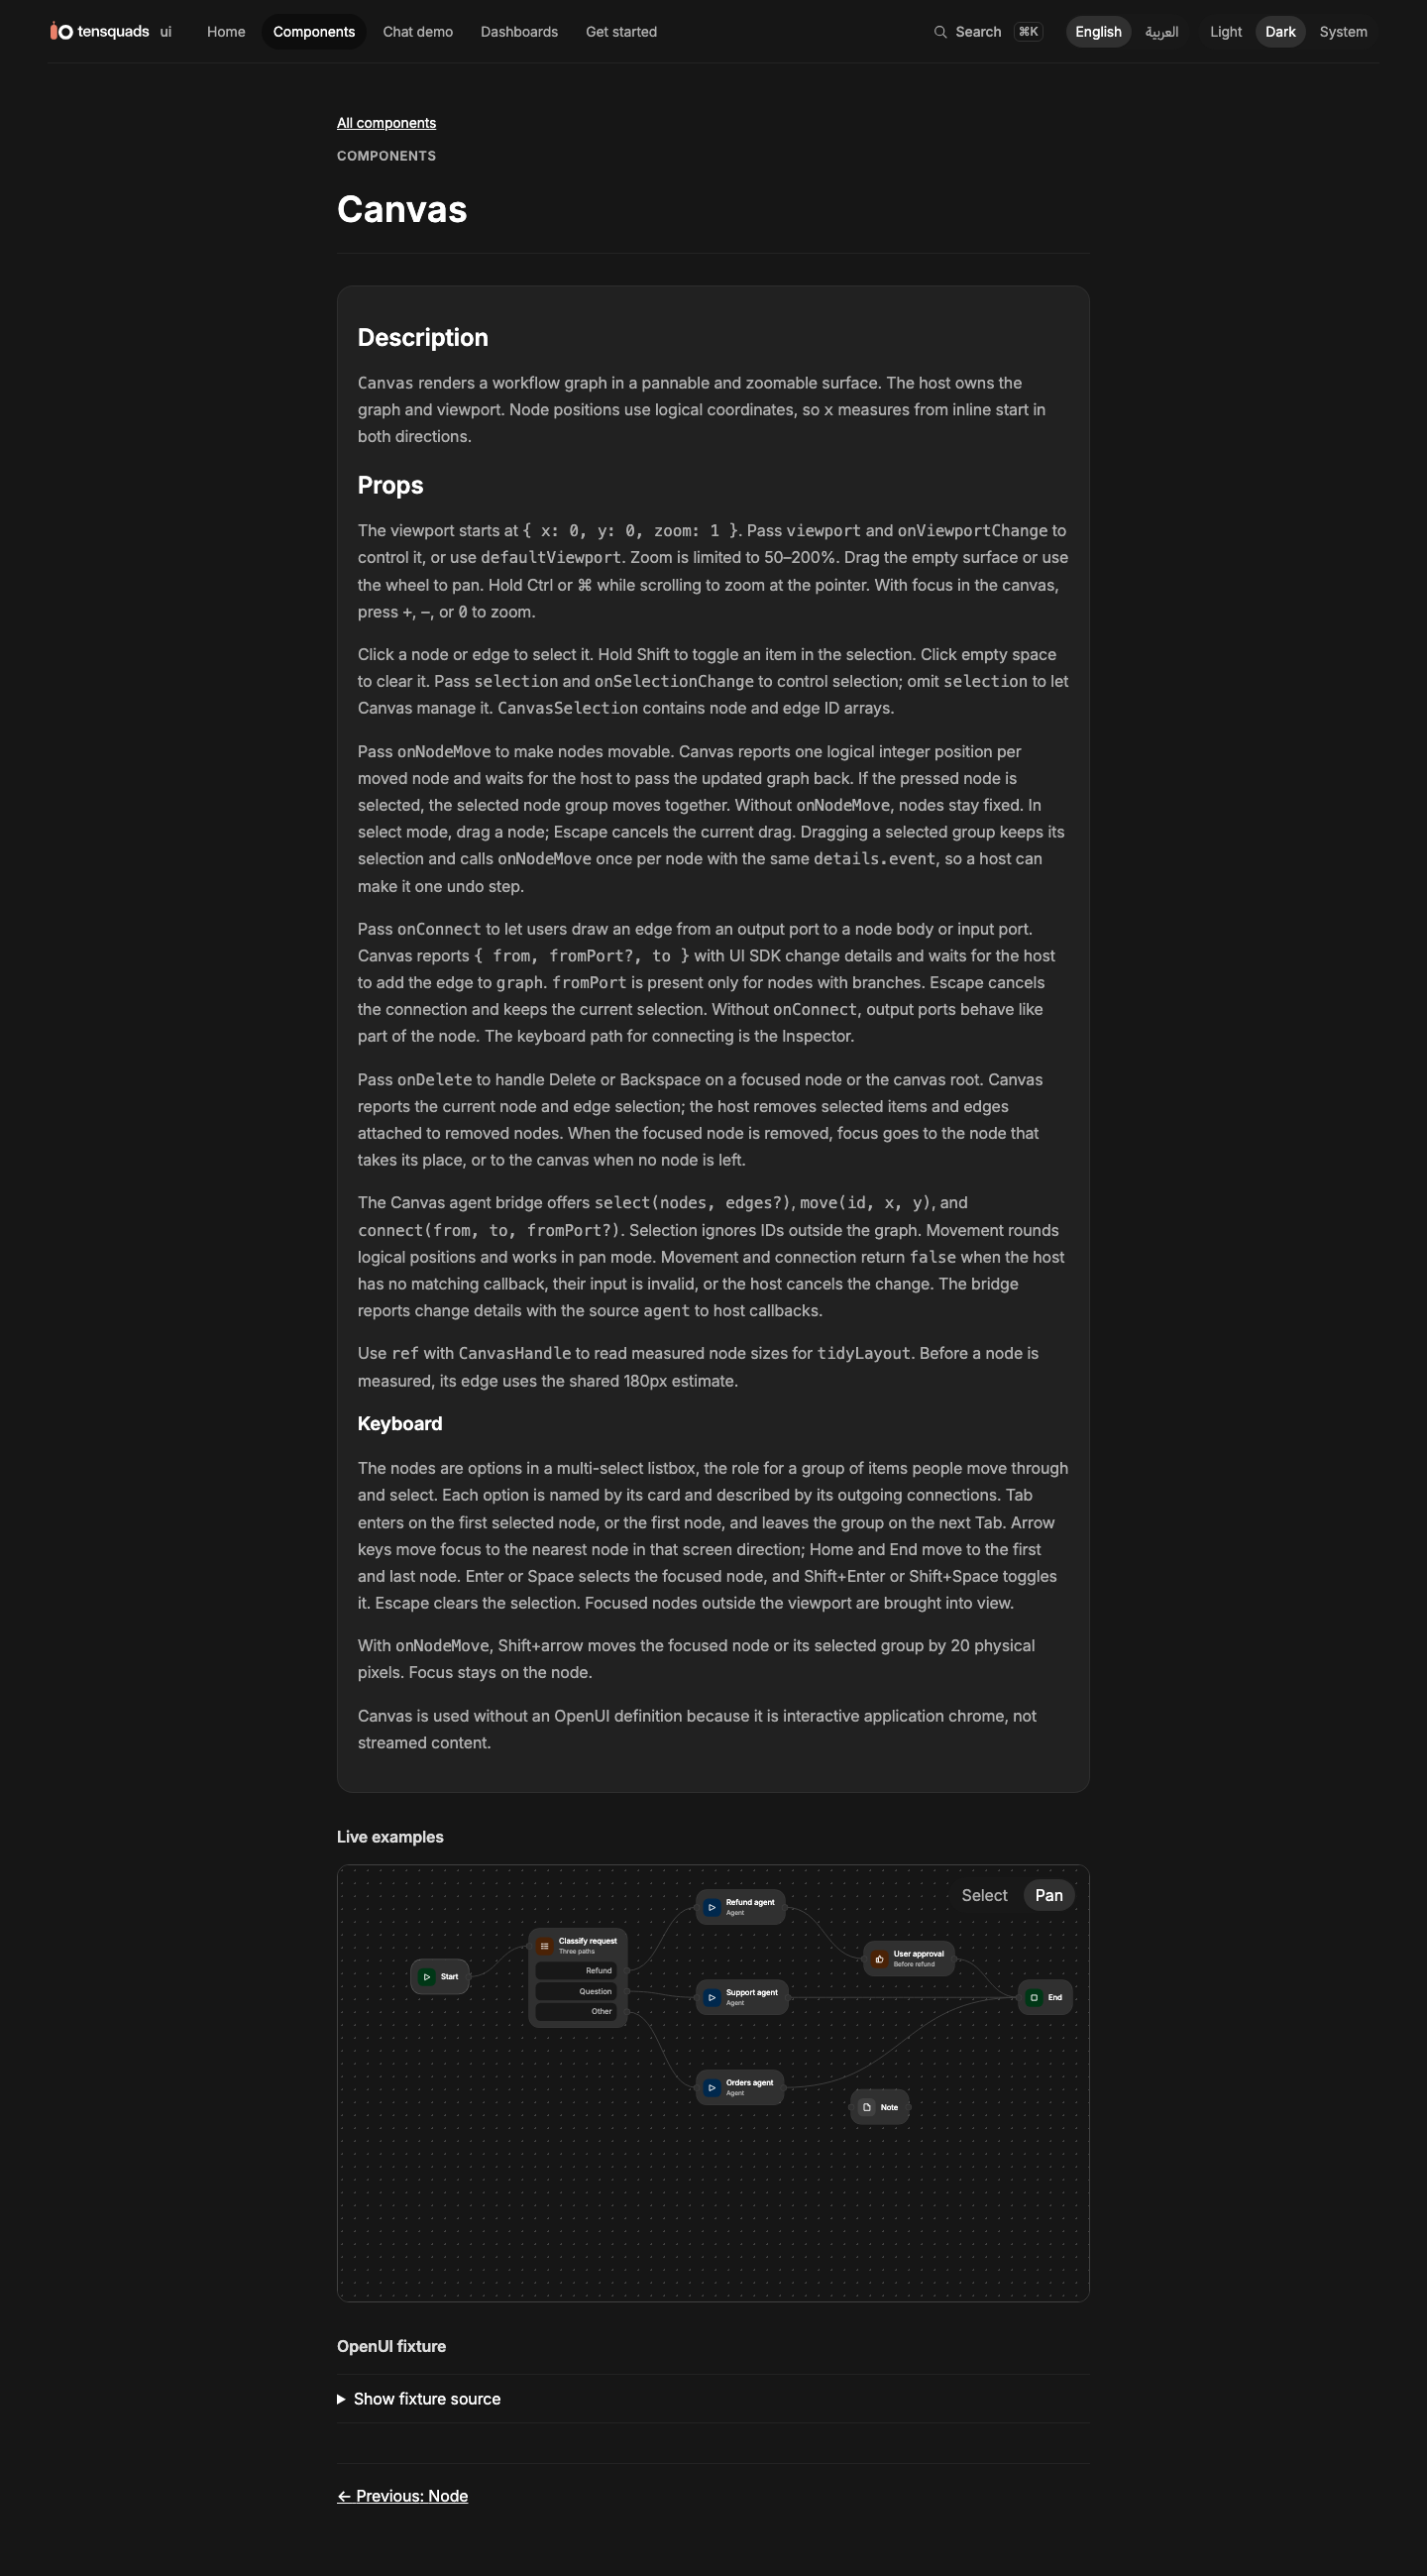 tensquads ui
Home
Components
Chat demo
Dashboards
Get started
Search
⌘K
English
العربية
Light
Dark
System
All components
COMPONENTS
Canvas
Description
Canvas renders a workflow graph in a pannable and zoomable surface. The host owns the
graph and viewport. Node positions use logical coordinates, so x measures from inline start in
both directions.
Props
The viewport starts at { x: 0, y: 0, zoom: 1 }. Pass viewport and onViewportChange to
control it, or use defaultViewport. Zoom is limited to 50–200%. Drag the empty surface or use
the wheel to pan. Hold Ctrl or ⌘ while scrolling to zoom at the pointer. With focus in the canvas,
press +, −, or 0 to zoom.
Click a node or edge to select it. Hold Shift to toggle an item in the selection. Click empty space
to clear it. Pass selection and onSelectionChange to control selection; omit selection to let
Canvas manage it. CanvasSelection contains node and edge ID arrays.
Pass onNodeMove to make nodes movable. Canvas reports one logical integer position per
moved node and waits for the host to pass the updated graph back. If the pressed node is
selected, the selected node group moves together. Without onNodeMove, nodes stay fixed. In
select mode, drag a node; Escape cancels the current drag. Dragging a selected group keeps its
selection and calls onNodeMove once per node with the same details.event, so a host can
make it one undo step.
Pass onConnect to let users draw an edge from an output port to a node body or input port.
Canvas reports { from, fromPort?, to } with UI SDK change details and waits for the host
to add the edge to graph. fromPort is present only for nodes with branches. Escape cancels
the connection and keeps the current selection. Without onConnect, output ports behave like
part of the node. The keyboard path for connecting is the Inspector.
Pass onDelete to handle Delete or Backspace on a focused node or the canvas root. Canvas
reports the current node and edge selection; the host removes selected items and edges
attached to removed nodes. When the focused node is removed, focus goes to the node that
takes its place, or to the canvas when no node is left.
The Canvas agent bridge offers select(nodes, edges?), move(id, x, y), and
connect(from, to, fromPort?). Selection ignores IDs outside the graph. Movement rounds
logical positions and works in pan mode. Movement and connection return false when the host
has no matching callback, their input is invalid, or the host cancels the change. The bridge
reports change details with the source agent to host callbacks.
Use ref with CanvasHandle to read measured node sizes for tidyLayout. Before a node is
measured, its edge uses the shared 180px estimate.
Keyboard
The nodes are options in a multi-select listbox, the role for a group of items people move through
and select. Each option is named by its card and described by its outgoing connections. Tab
enters on the first selected node, or the first node, and leaves the group on the next Tab. Arrow
keys move focus to the nearest node in that screen direction; Home and End move to the first
and last node. Enter or Space selects the focused node, and Shift+Enter or Shift+Space toggles
it. Escape clears the selection. Focused nodes outside the viewport are brought into view.
With onNodeMove, Shift+arrow moves the focused node or its selected group by 20 physical
pixels. Focus stays on the node.
Canvas is used without an OpenUI definition because it is interactive application chrome, not
streamed content.
Live examples
Select
Pan
Start
Classify request
Three paths
Refund
Question
Other
Refund agent
Agent
Support agent
Agent
Orders agent
Agent
User approval
Before refund
End
Note
OpenUI fixture
▶ Show fixture source
← Previous: Node